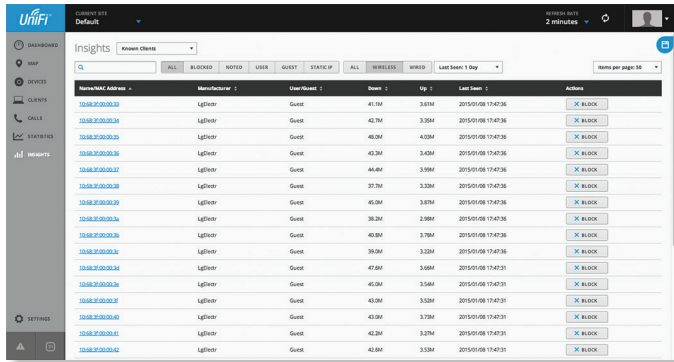 UniFi
CURRENT SITE
Default
REFRESH RATE
2 minutes
DASHBOARD
MAP
DEVICES
CLIENTS
CALLS
STATISTICS
INSIGHTS
SETTINGS
Insights Known Clients
ALL BLOCKED NOTED USER GUEST STATIC IP ALL WIRELESS WIRED Last Seen: 1 Day Items per page: 50
Name/MAC Address Manufacturer User/Guest Down Up Last Seen Actions
10:68:3f:00:00:33 LgElectr Guest 41.1M 3.61M 2015/01/08 17:47:36 BLOCK
10:68:3f:00:00:34 LgElectr Guest 42.7M 3.35M 2015/01/08 17:47:36 BLOCK
10:68:3f:00:00:35 LgElectr Guest 48.0M 4.03M 2015/01/08 17:47:36 BLOCK
10:68:3f:00:00:36 LgElectr Guest 43.3M 3.43M 2015/01/08 17:47:36 BLOCK
10:68:3f:00:00:37 LgElectr Guest 44.4M 3.99M 2015/01/08 17:47:36 BLOCK
10:68:3f:00:00:38 LgElectr Guest 37.7M 3.33M 2015/01/08 17:47:36 BLOCK
10:68:3f:00:00:39 LgElectr Guest 45.0M 3.87M 2015/01/08 17:47:36 BLOCK
10:68:3f:00:00:3a LgElectr Guest 38.2M 2.98M 2015/01/08 17:47:36 BLOCK
10:68:3f:00:00:3b LgElectr Guest 40.8M 3.78M 2015/01/08 17:47:36 BLOCK
10:68:3f:00:00:3c LgElectr Guest 39.0M 3.22M 2015/01/08 17:47:36 BLOCK
10:68:3f:00:00:3d LgElectr Guest 47.6M 3.66M 2015/01/08 17:47:31 BLOCK
10:68:3f:00:00:3e LgElectr Guest 45.0M 3.54M 2015/01/08 17:47:31 BLOCK
10:68:3f:00:00:3f LgElectr Guest 43.0M 3.52M 2015/01/08 17:47:31 BLOCK
10:68:3f:00:00:40 LgElectr Guest 43.0M 3.73M 2015/01/08 17:47:31 BLOCK
10:68:3f:00:00:41 LgElectr Guest 42.2M 3.27M 2015/01/08 17:47:31 BLOCK
10:68:3f:00:00:42 LgElectr Guest 42.6M 3.53M 2015/01/08 17:47:31 BLOCK